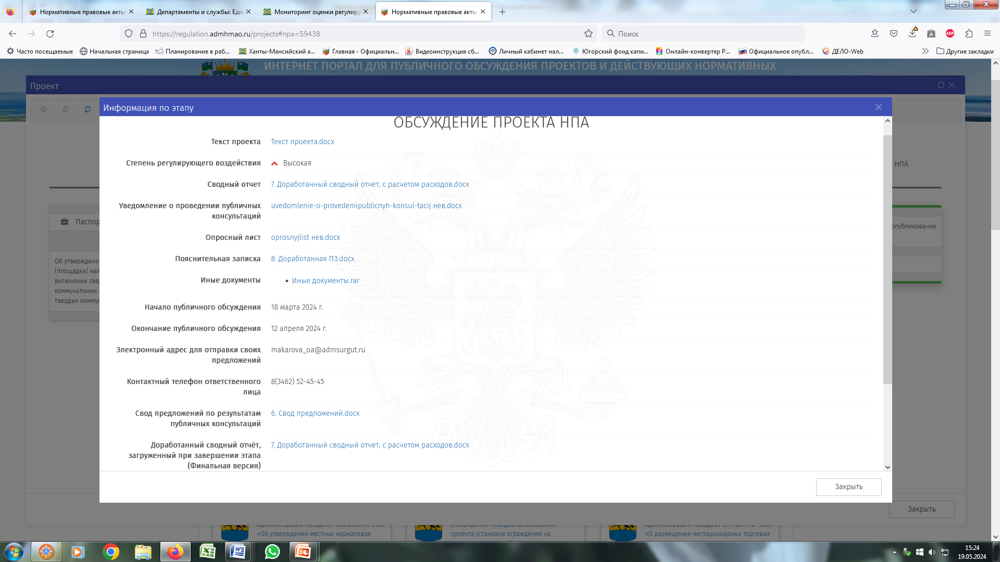 Нормативные правовые акты
Департаменты и службы: Еди
Мониторинг оценки регулиру
Нормативные правовые акты
https://regulation.admhmao.ru/projects#npa=59438
Поиск
Часто посещаемые
Начальная страница
Планирование в раб...
Ханты-Мансийский а...
Главная - Официальн...
Видеоинструкция сб...
Личный кабинет нал...
Югорский фонд капи...
Онлайн-конвертер Р...
Официальное опубл...
ДЕЛО-Web
Другие закладки
ИНТЕРНЕТ ПОРТАЛ ДЛЯ ПУБЛИЧНОГО ОБСУЖДЕНИЯ ПРОЕКТОВ И ДЕЙСТВУЮЩИХ НОРМАТИВНЫХ
Проект
Информация по этапу
ОБСУЖДЕНИЕ ПРОЕКТА НПА
Текст проекта
Текст проекта.docx
Степень регулирующего воздействия
Высокая
НПА
Сводный отчет
7. Доработанный сводный отчет, с расчетом расходов.docx
Уведомление о проведении публичных
консультаций
uvedomlenie-o-provedeniipublicnyh-konsul-tacij нев.docx
Паспор
опубликование
Опросный лист
oprosnyjlist нев.docx
Пояснительная записка
8. Доработанная ПЗ.docx
Об утверждени
(площадки) нак
включении све
коммунальных
твердых коммун
Иные документы
• Иные документы.rar
Начало публичного обсуждения
18 марта 2024 г.
Окончание публичного обсуждения
12 апреля 2024 г.
Электронный адрес для отправки своих
предложений
makarova_oa@admsurgut.ru
Контактный телефон ответственного
лица
8(3462) 52-45-45
Свод предложений по результатам
публичных консультаций
6. Свод предложений.docx
Доработанный сводный отчёт,
загруженный при завершении этапа
(Финальная версия)
7. Доработанный сводный отчет, с расчетом расходов.docx
Закрыть
Закрыть
«Об утверждении местных нормативов
утверждении порядка согласования
проекта установки ограждения на
«О размещении нестационарных торговых
15:24
19.05.2024